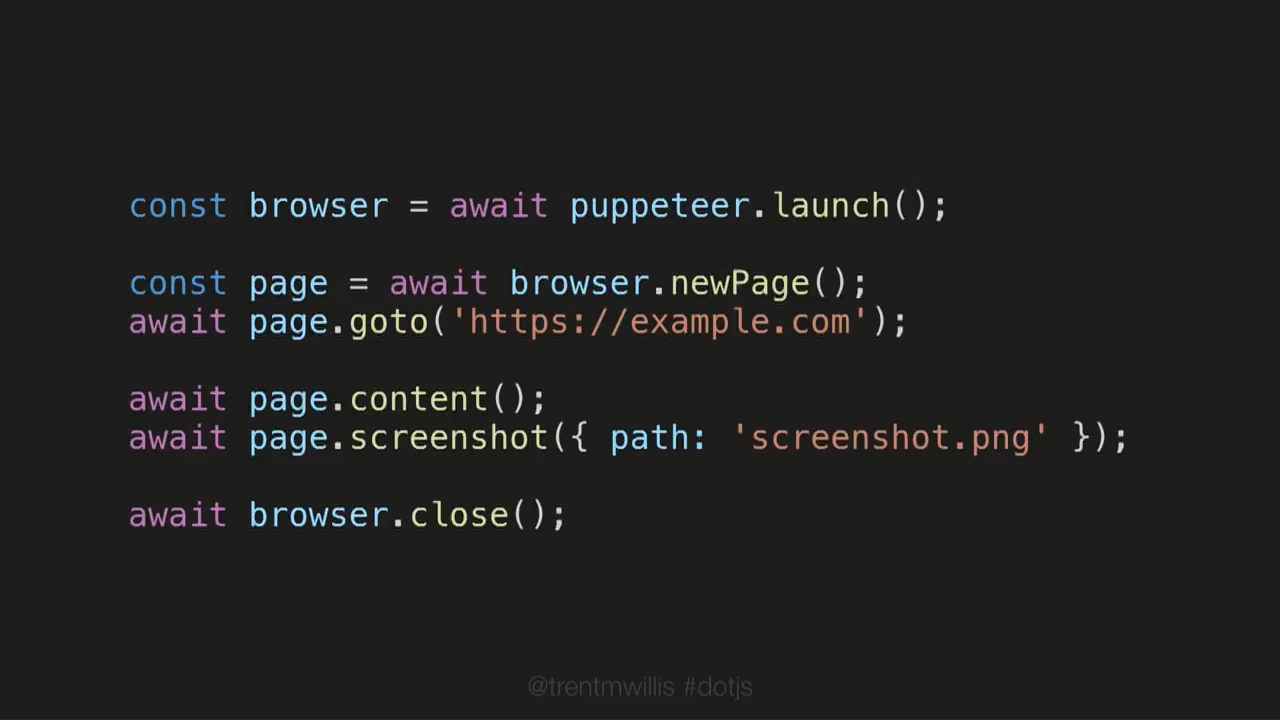 const browser = await puppeteer.launch();
const page = await browser.newPage();
await page.goto('https://example.com');
await page.content();
await page.screenshot({ path: 'screenshot.png' });
await browser.close();
@trentmwillis #dotjs